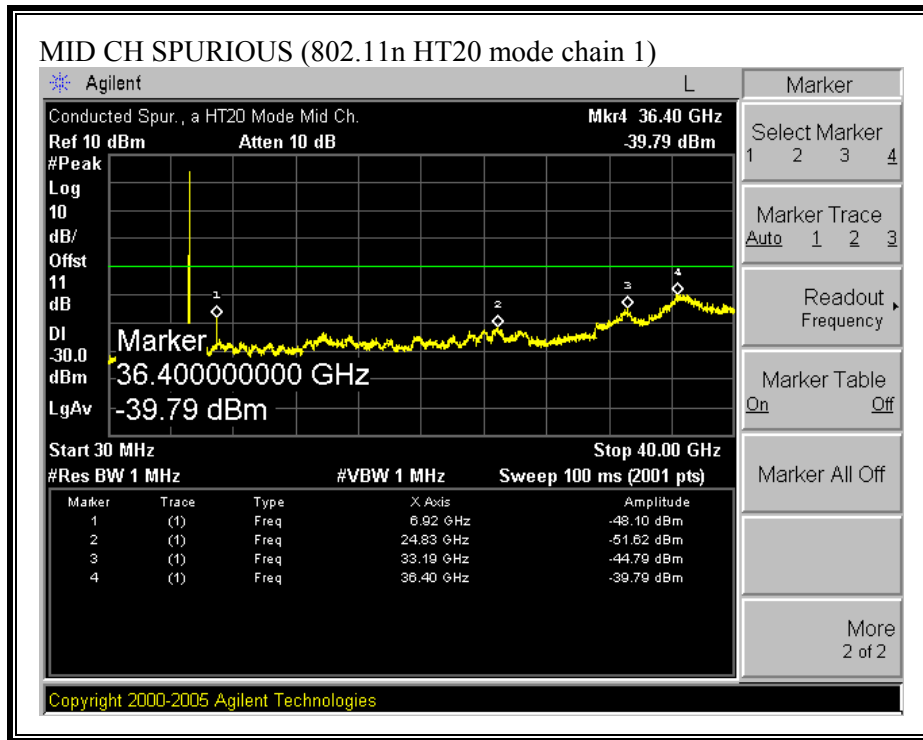 MID CH SPURIOUS (802.11n HT20 mode chain 1)
Agilent L
Conducted Spur., a HT20 Mode Mid Ch. Mkr4 36.40 GHz
Ref 10 dBm Atten 10 dB -39.79 dBm
#Peak
Log
10
dB/
Offst
11
dB
DI
-30.0
dBm
LgAv
1
2
3
4
Marker
36.400000000 GHz
-39.79 dBm
Start 30 MHz Stop 40.00 GHz
#Res BW 1 MHz #VBW 1 MHz Sweep 100 ms (2001 pts)
Marker Trace Type X Axis Amplitude
1 (1) Freq 6.92 GHz -48.10 dBm
2 (1) Freq 24.83 GHz -51.62 dBm
3 (1) Freq 33.19 GHz -44.79 dBm
4 (1) Freq 36.40 GHz -39.79 dBm
Marker
Select Marker
1 2 3 4
Marker Trace
Auto 1 2 3
Readout
Frequency
Marker Table
On Off
Marker All Off
More
2 of 2
Copyright 2000-2005 Agilent Technologies